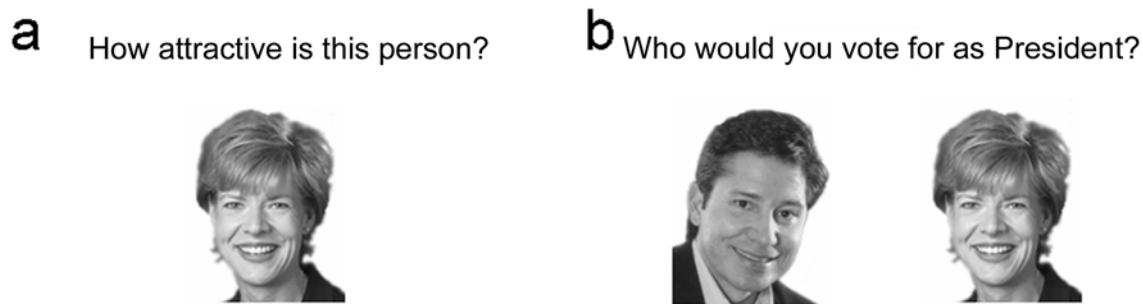 a How attractive is this person?
b Who would you vote for as President?